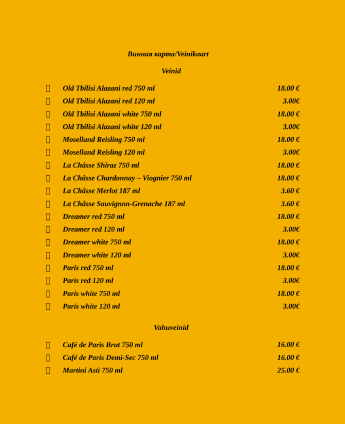 Винная карта/Veinikaart
Veinid
Old Tbilisi Alazani red 750 ml 18.00 €
Old Tbilisi Alazani red 120 ml 3.00€
Old Tbilisi Alazani white 750 ml 18.00 €
Old Tbilisi Alazani white 120 ml 3.00€
Moselland Reisling 750 ml 18.00 €
Moselland Reisling 120 ml 3.00€
La Châsse Shiraz 750 ml 18.00 €
La Châsse Chardonnay – Viognier 750 ml 18.00 €
La Châsse Merlot 187 ml 3.60 €
La Châsse Sauvignon-Grenache 187 ml 3.60 €
Dreamer red 750 ml 18.00 €
Dreamer red 120 ml 3.00€
Dreamer white 750 ml 18.00 €
Dreamer white 120 ml 3.00€
Paris red 750 ml 18.00 €
Paris red 120 ml 3.00€
Paris white 750 ml 18.00 €
Paris white 120 ml 3.00€
Vahuveinid
Café de Paris Brut 750 ml 16.00 €
Café de Paris Demi-Sec 750 ml 16.00 €
Martini Asti 750 ml 25.00 €